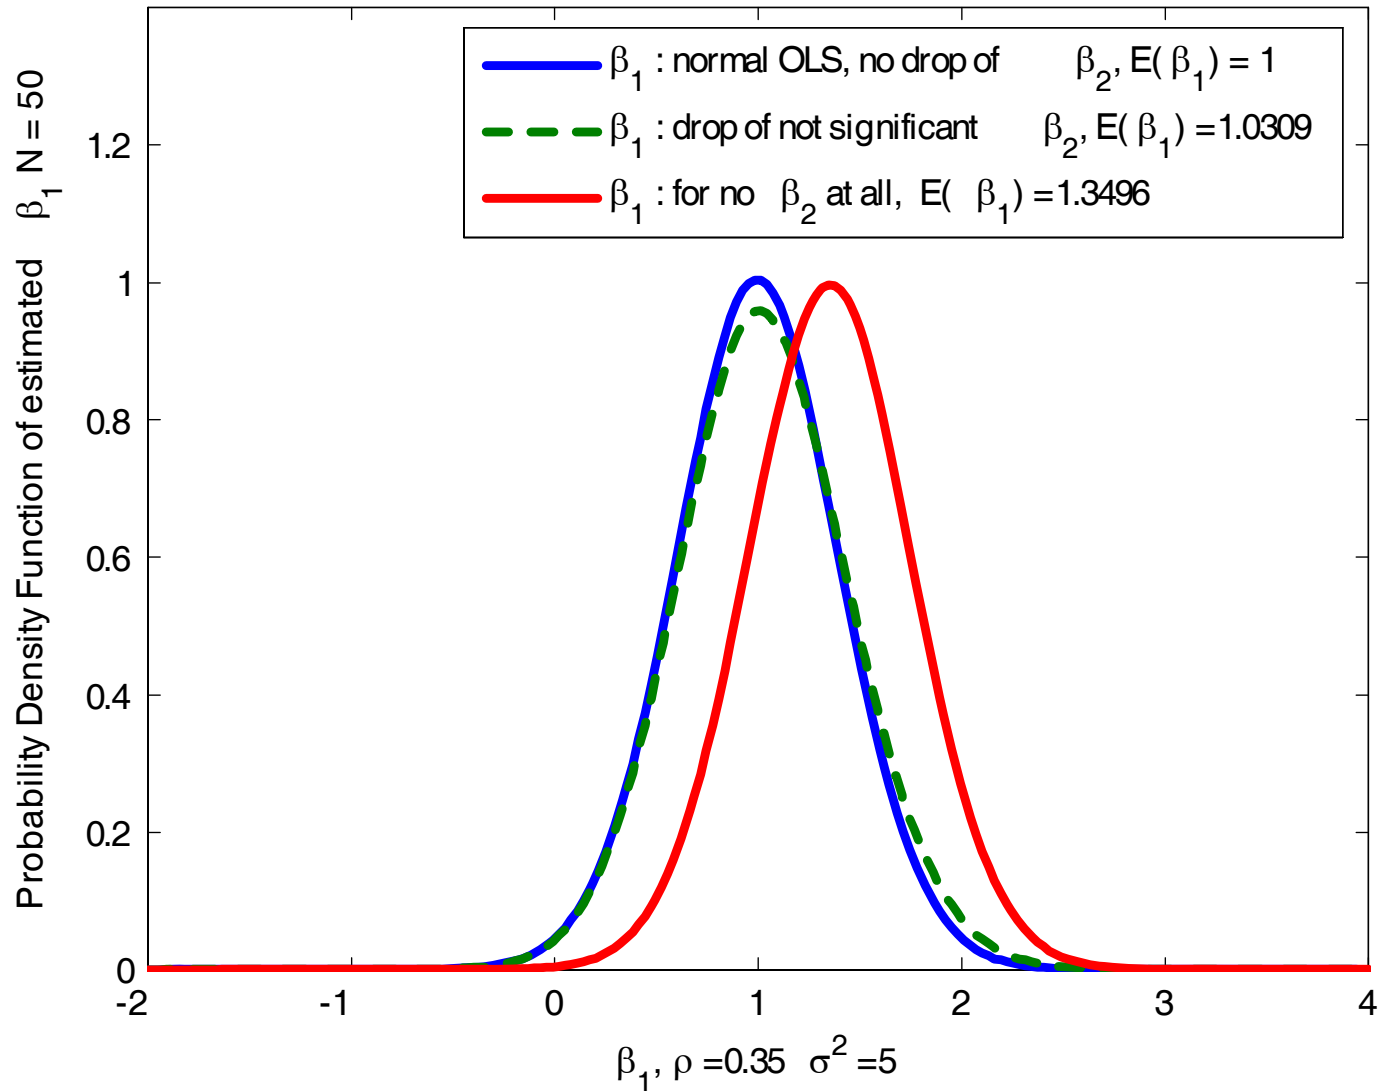 β₁ : normal OLS, no drop of β₂, E( β₁) = 1
β₁ : drop of not significant β₂, E( β₁) =1.0309
β₁ : for no β₂ at all, E( β₁) =1.3496
Probability Density Function of estimated β₁ N = 50
1.2
1
0.8
0.6
0.4
0.2
0
-2 -1 0 1 2 3 4
β₁, ρ =0.35 σ² =5